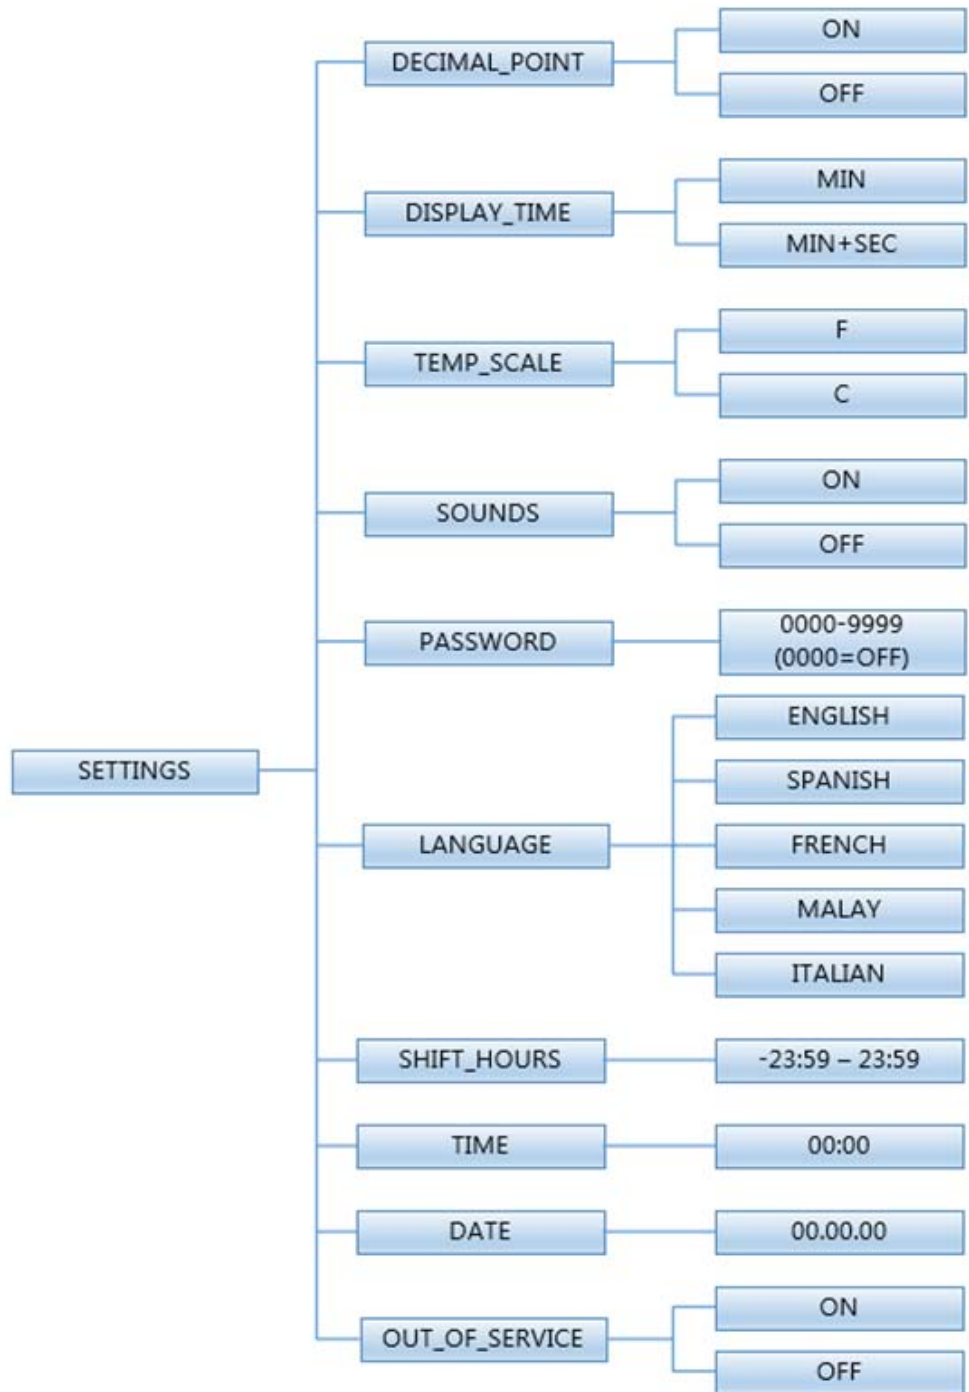 DECIMAL_POINT
ON
OFF
DISPLAY_TIME
MIN
MIN+SEC
TEMP_SCALE
F
C
SOUNDS
ON
OFF
PASSWORD
0000-9999
(0000=OFF)
SETTINGS
LANGUAGE
ENGLISH
SPANISH
FRENCH
MALAY
ITALIAN
SHIFT_HOURS
-23:59 – 23:59
TIME
00:00
DATE
00.00.00
OUT_OF_SERVICE
ON
OFF